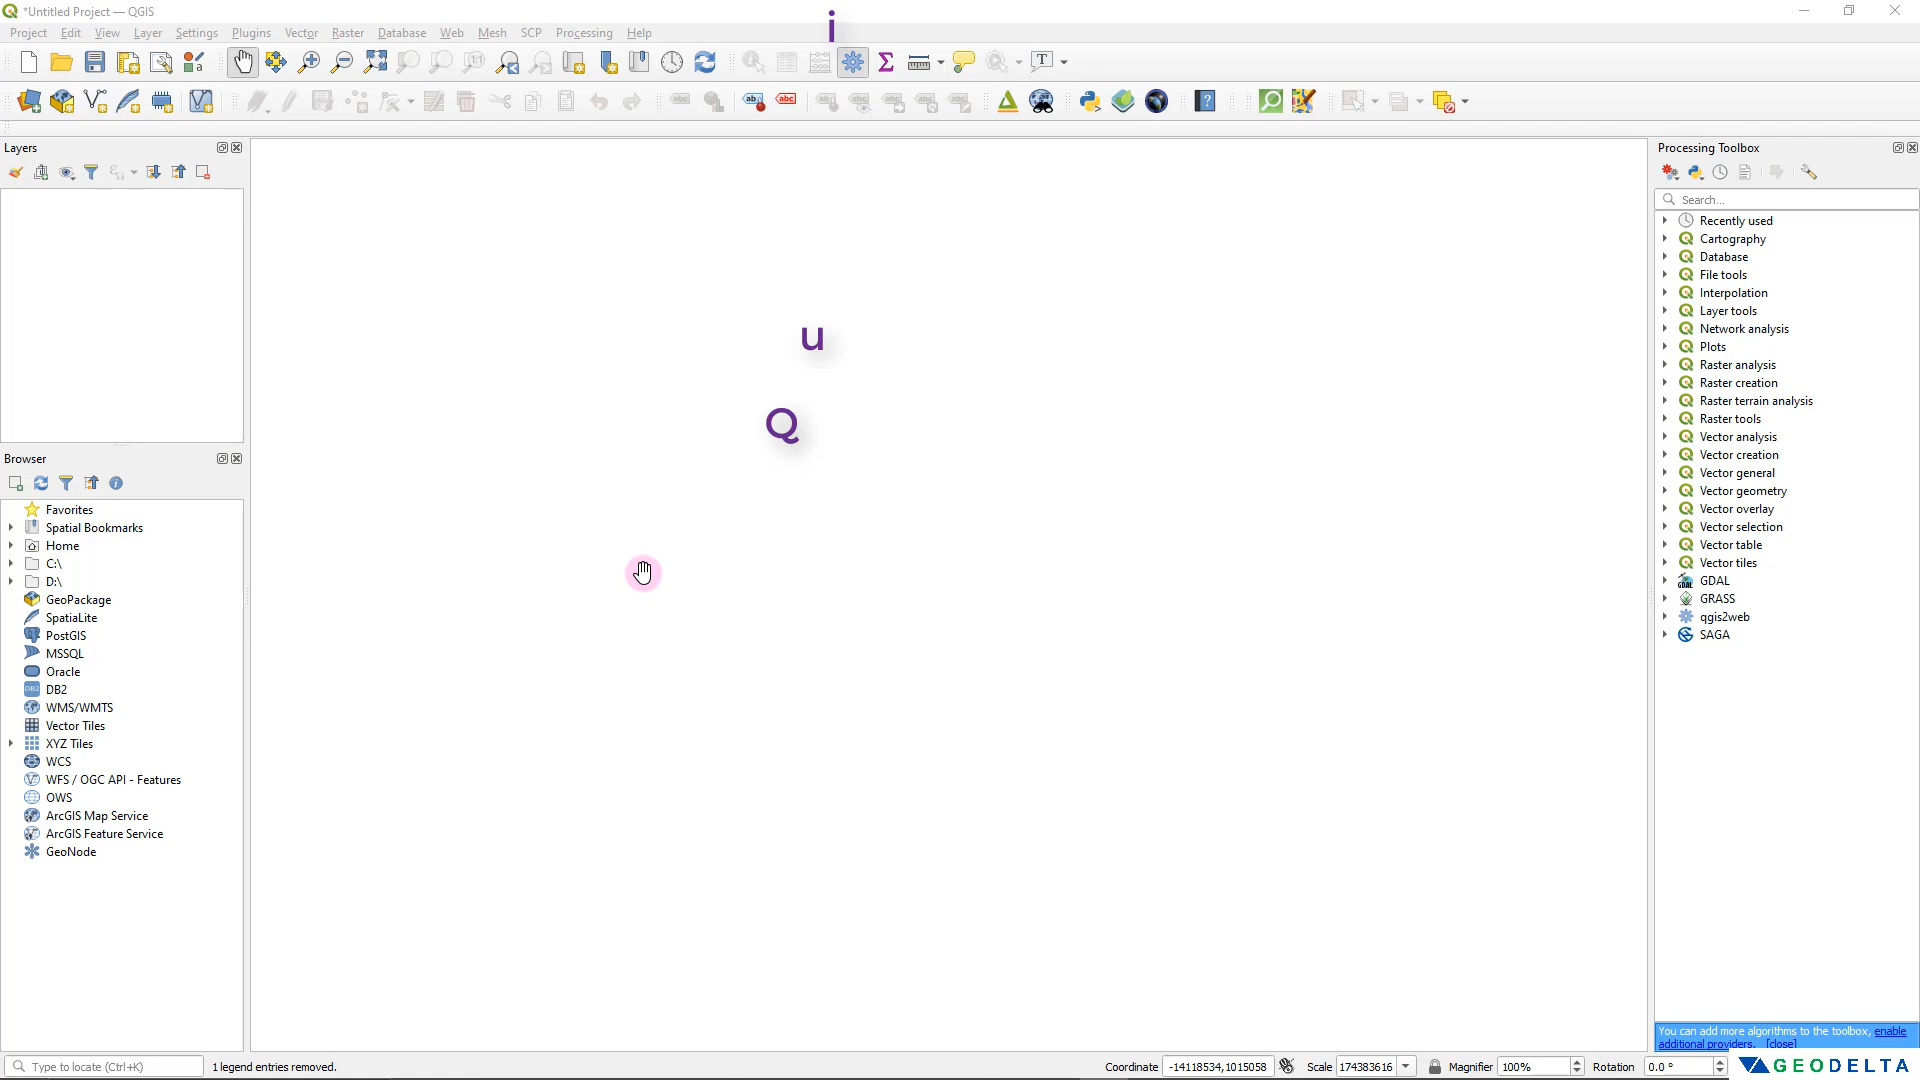 *Untitled Project — QGIS
i
Project Edit View Layer Settings Plugins Vector Raster Database Web Mesh SCP Processing Help
Layers
Processing Toolbox
Search...
Recently used
Cartography
Database
File tools
Interpolation
Layer tools
Network analysis
Plots
Raster analysis
Raster creation
Raster terrain analysis
Raster tools
Vector analysis
Vector creation
Vector general
Vector geometry
Vector overlay
Vector selection
Vector table
Vector tiles
GDAL
GRASS
qgis2web
SAGA
u
Q
Browser
Favorites
Spatial Bookmarks
Home
C:\
D:\
GeoPackage
SpatiaLite
PostGIS
MSSQL
Oracle
DB2
WMS/WMTS
Vector Tiles
XYZ Tiles
WCS
WFS / OGC API - Features
OWS
ArcGIS Map Service
ArcGIS Feature Service
GeoNode
You can add more algorithms to the toolbox, enable
additional providers. [close]
Type to locate (Ctrl+K) 1 legend entries removed. Coordinate -14118534,1015058 Scale 174383616 Magnifier 100% Rotation 0.0 °
GEODELTA